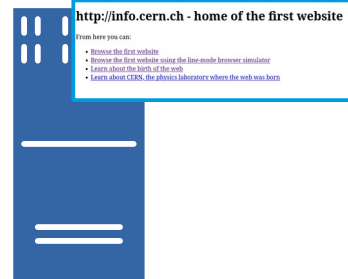 http://info.cern.ch - home of the first website
From here you can:
Browse the first website
Browse the first website using the line-mode browser simulator
Learn about the birth of the web
Learn about CERN, the physics laboratory where the web was born